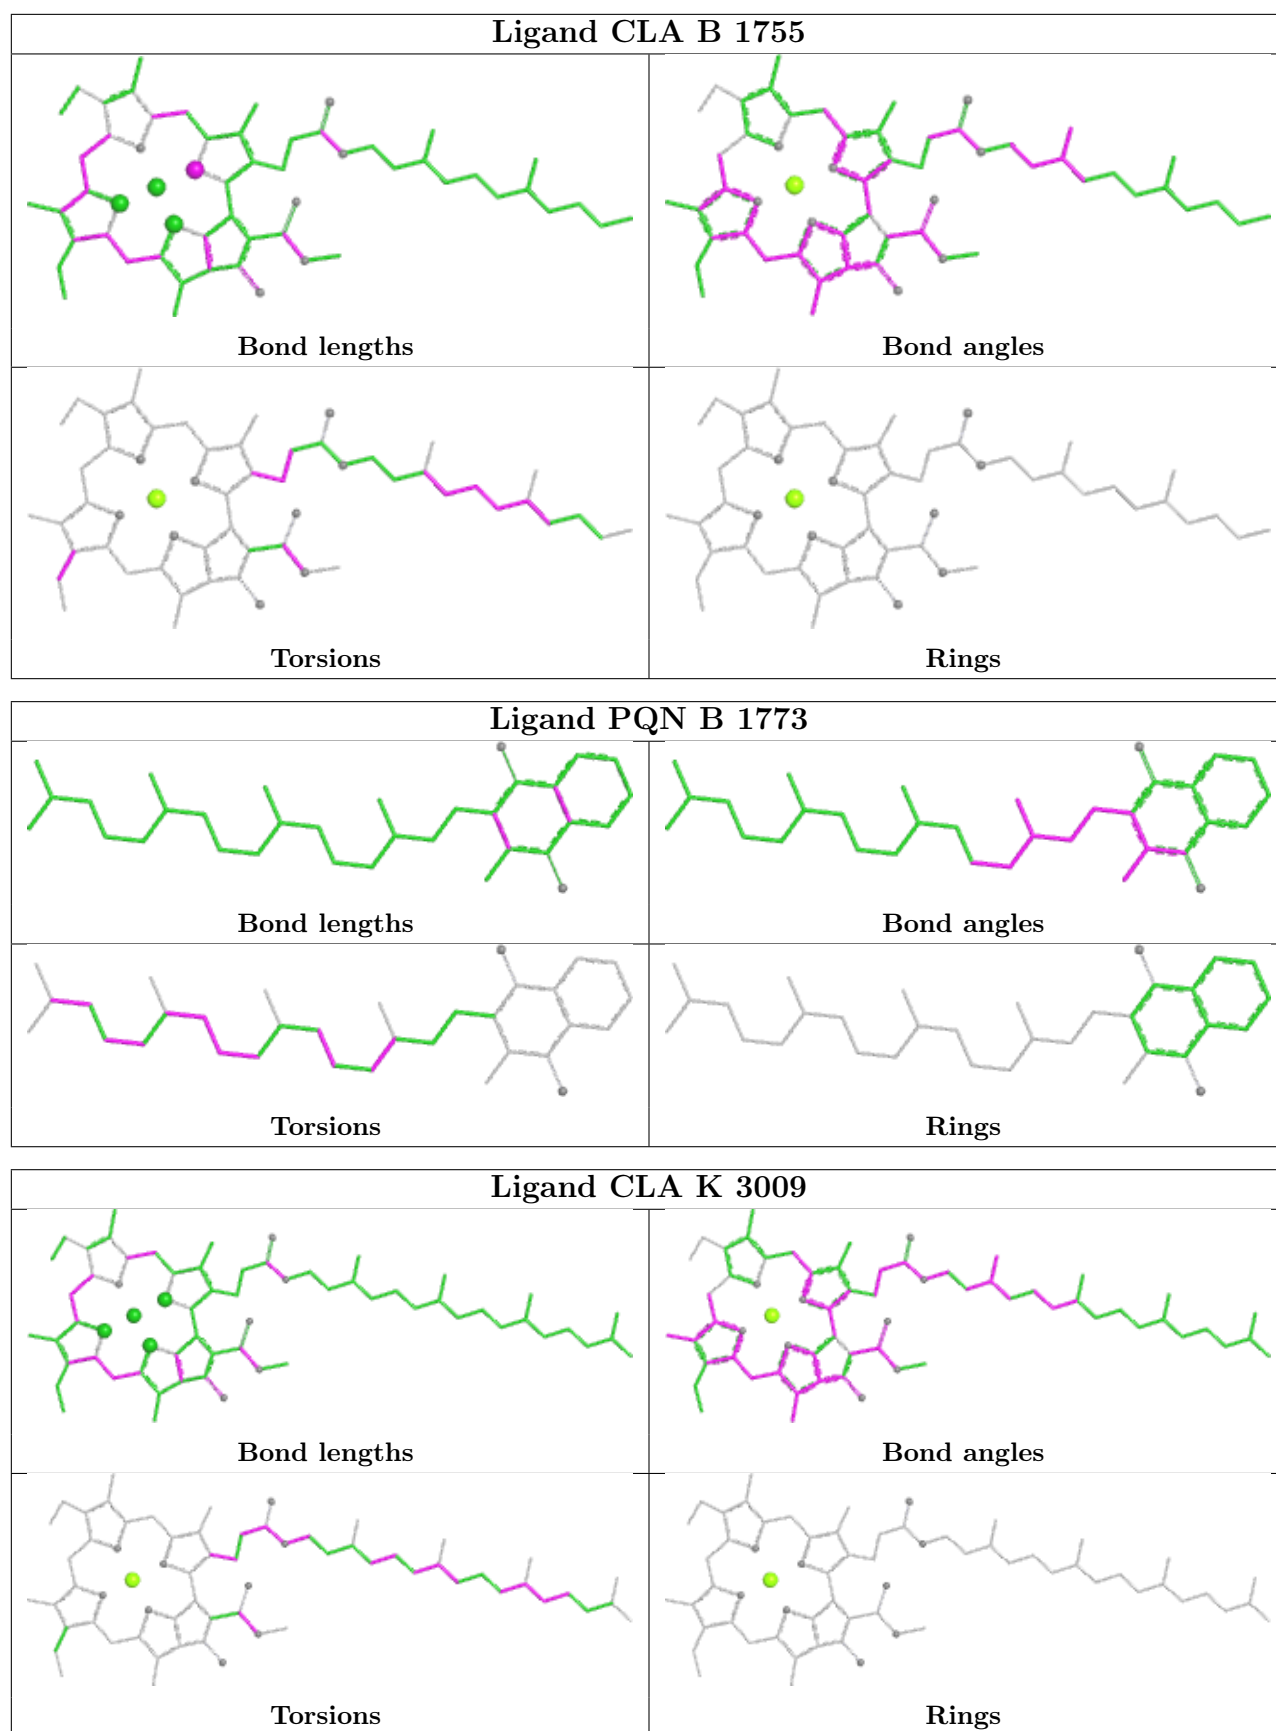 Ligand CLA B 1755
Bond lengths
Bond angles
Torsions
Rings
Ligand PQN B 1773
Bond lengths
Bond angles
Torsions
Rings
Ligand CLA K 3009
Bond lengths
Bond angles
Torsions
Rings